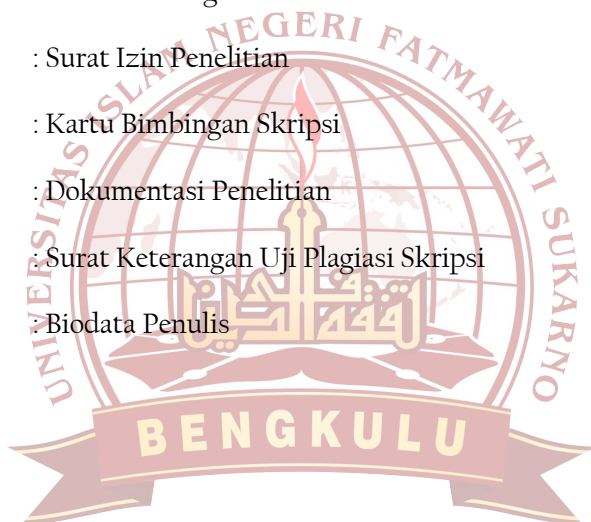 : Surat Izin Penelitian
: Kartu Bimbingan Skripsi
: Dokumentasi Penelitian
: Surat Keterangan Uji Plagiasi Skripsi
: Biodata Penulis
UNIVERSITAS ISLAM NEGERI FATMAWATI SUKARNO
BENGKULU